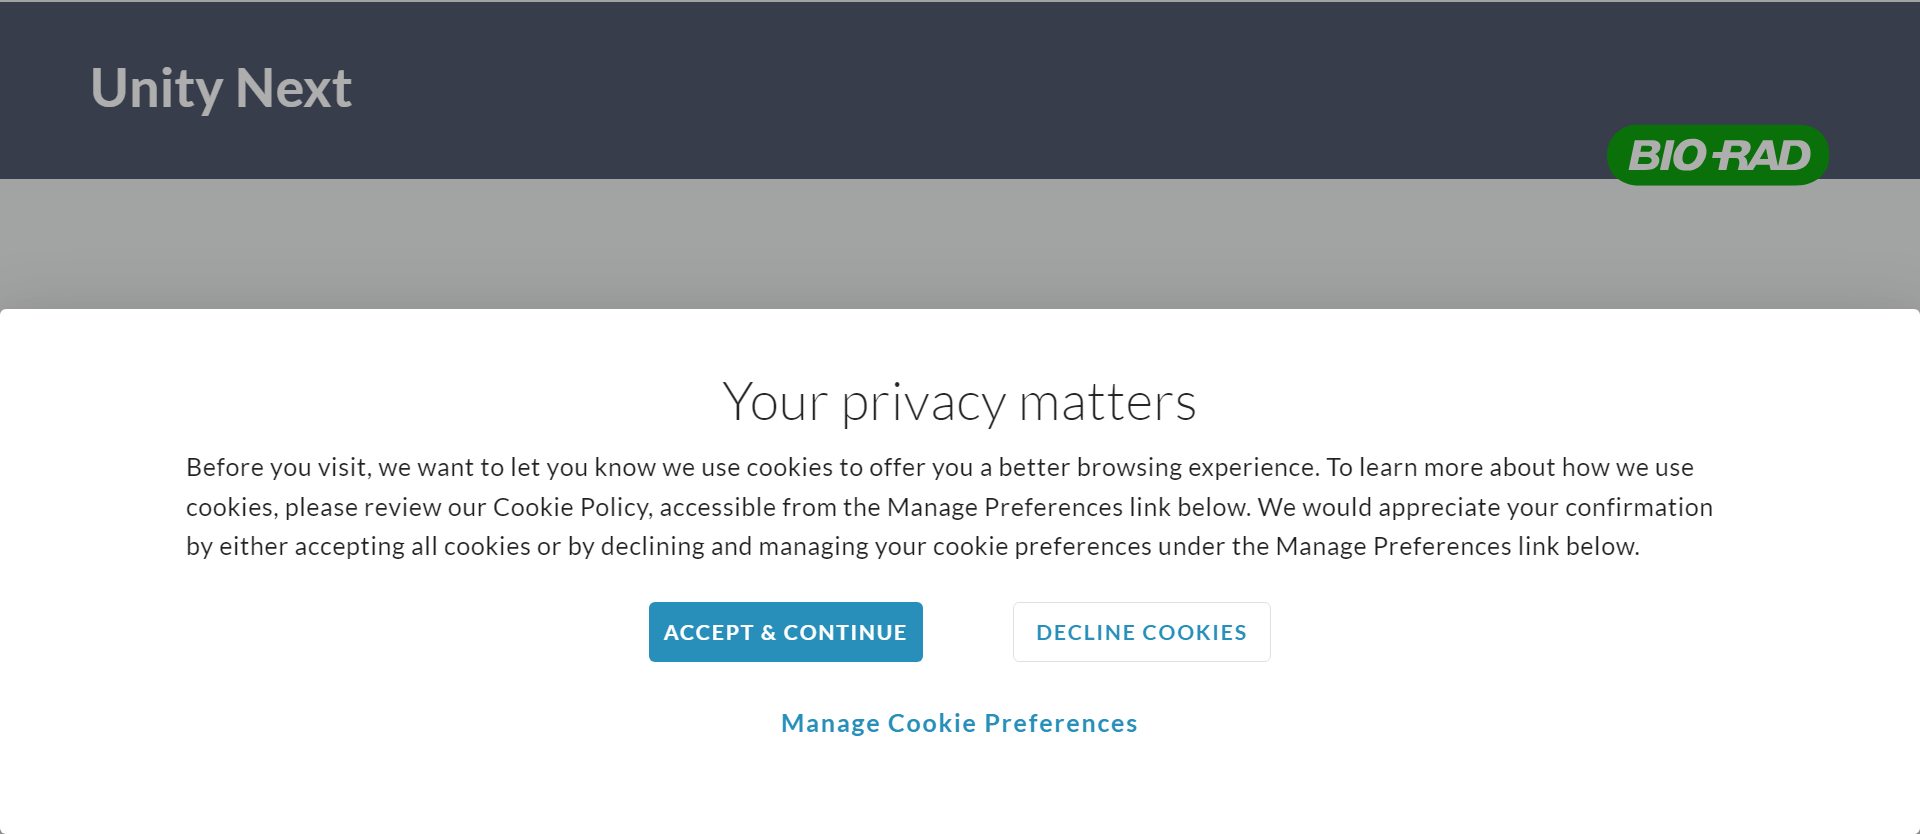 Unity Next
BIO-RAD
Your privacy matters
Before you visit, we want to let you know we use cookies to offer you a better browsing experience. To learn more about how we use
cookies, please review our Cookie Policy, accessible from the Manage Preferences link below. We would appreciate your confirmation
by either accepting all cookies or by declining and managing your cookie preferences under the Manage Preferences link below.
ACCEPT & CONTINUE
DECLINE COOKIES
Manage Cookie Preferences